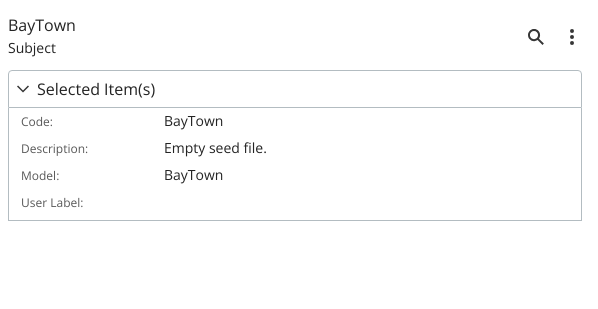 BayTown
Subject
Selected Item(s)
Code: BayTown
Description: Empty seed file.
Model: BayTown
User Label: